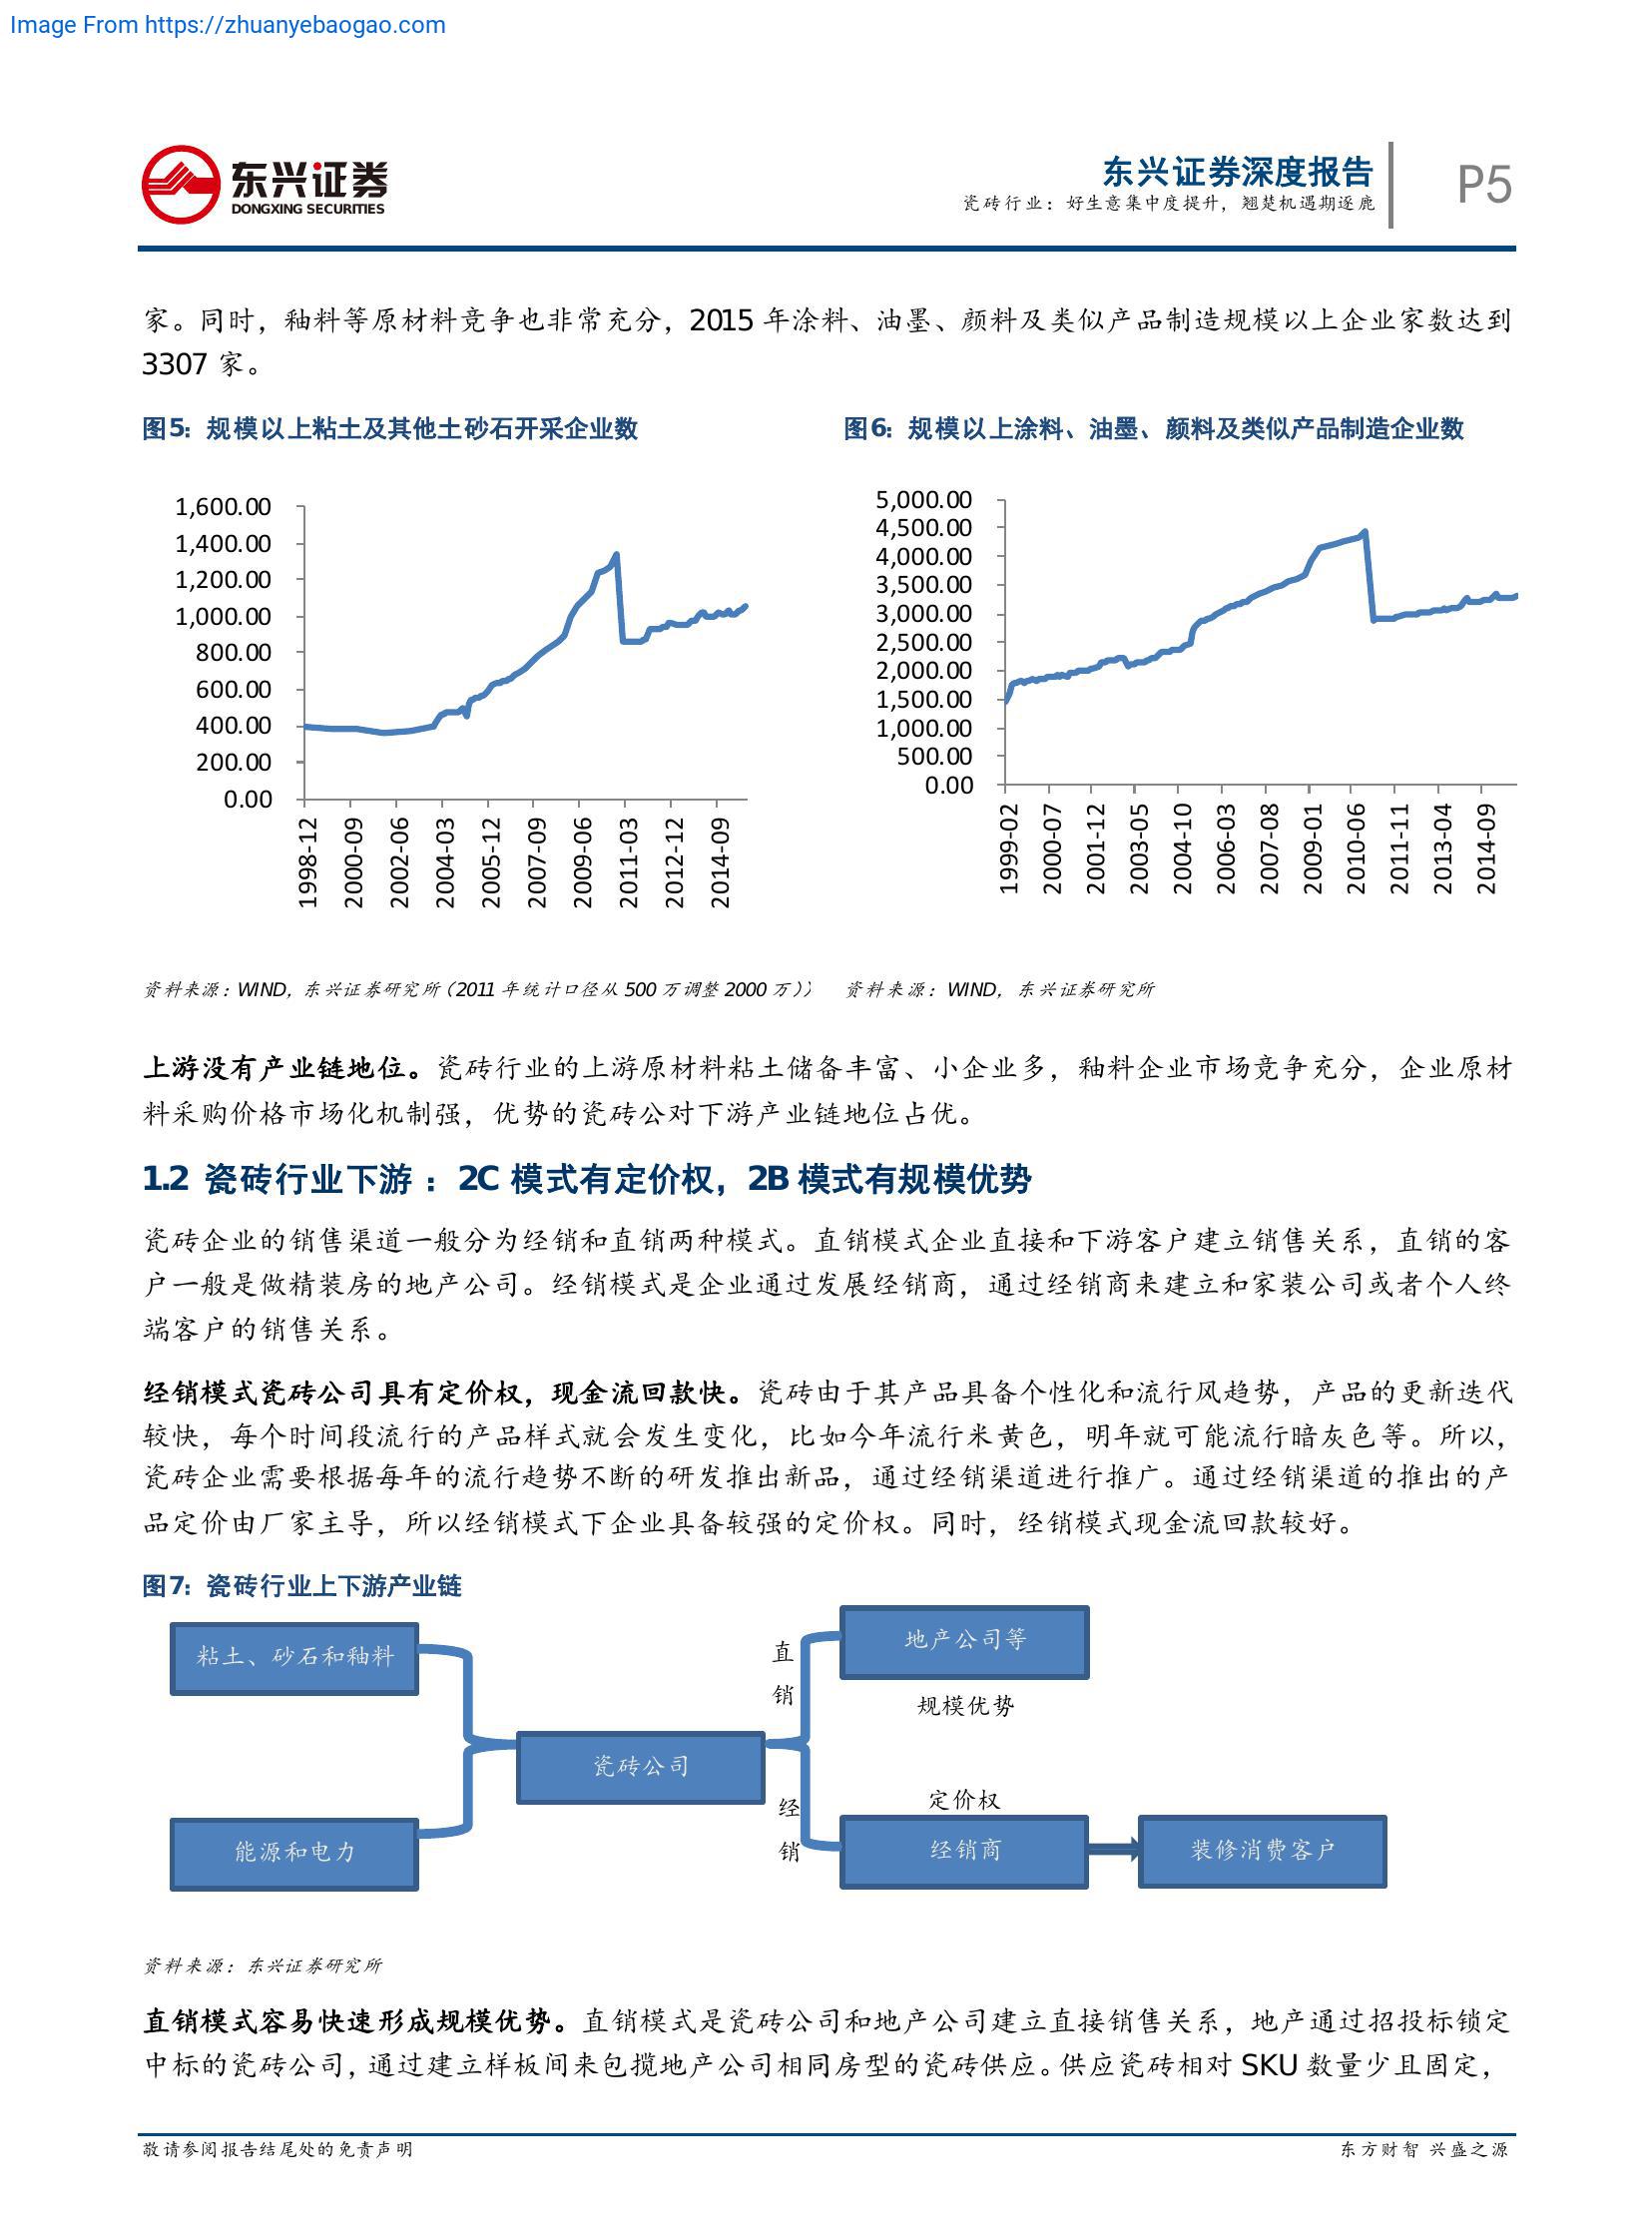 Image From https://zhuanyebaogao.com
东兴证券
DONGXING SECURITIES
东兴证券深度报告
瓷砖行业：好生意集中度提升，翘楚机遇期逐鹿
P5
家。同时，釉料等原材料竞争也非常充分，2015 年涂料、油墨、颜料及类似产品制造规模以上企业家数达到
3307 家。
图5：规模以上粘土及其他土砂石开采企业数
1,600.00
1,400.00
1,200.00
1,000.00
800.00
600.00
400.00
200.00
0.00
1998-12
2000-09
2002-06
2004-03
2005-12
2007-09
2009-06
2011-03
2012-12
2014-09
资料来源：WIND，东兴证券研究所（2011 年统计口径从 500 万调整 2000 万））
图6：规模以上涂料、油墨、颜料及类似产品制造企业数
5,000.00
4,500.00
4,000.00
3,500.00
3,000.00
2,500.00
2,000.00
1,500.00
1,000.00
500.00
0.00
1999-02
2000-07
2001-12
2003-05
2004-10
2006-03
2007-08
2009-01
2010-06
2011-11
2013-04
2014-09
资料来源：WIND，东兴证券研究所
上游没有产业链地位。瓷砖行业的上游原材料粘土储备丰富、小企业多，釉料企业市场竞争充分，企业原材
料采购价格市场化机制强，优势的瓷砖公对下游产业链地位占优。
1.2 瓷砖行业下游：2C 模式有定价权，2B 模式有规模优势
瓷砖企业的销售渠道一般分为经销和直销两种模式。直销模式企业直接和下游客户建立销售关系，直销的客
户一般是做精装房的地产公司。经销模式是企业通过发展经销商，通过经销商来建立和家装公司或者个人终
端客户的销售关系。
经销模式瓷砖公司具有定价权，现金流回款快。瓷砖由于其产品具备个性化和流行风趋势，产品的更新迭代
较快，每个时间段流行的产品样式就会发生变化，比如今年流行米黄色，明年就可能流行暗灰色等。所以，
瓷砖企业需要根据每年的流行趋势不断的研发推出新品，通过经销渠道进行推广。通过经销渠道的推出的产
品定价由厂家主导，所以经销模式下企业具备较强的定价权。同时，经销模式现金流回款较好。
图7：瓷砖行业上下游产业链
粘土、砂石和釉料
能源和电力
瓷砖公司
直
销
经
销
地产公司等
规模优势
定价权
经销商
装修消费客户
资料来源：东兴证券研究所
直销模式容易快速形成规模优势。直销模式是瓷砖公司和地产公司建立直接销售关系，地产通过招投标锁定
中标的瓷砖公司，通过建立样板间来包揽地产公司相同房型的瓷砖供应。供应瓷砖相对 SKU 数量少且固定，
敬请参阅报告结尾处的免责声明
东方财智 兴盛之源